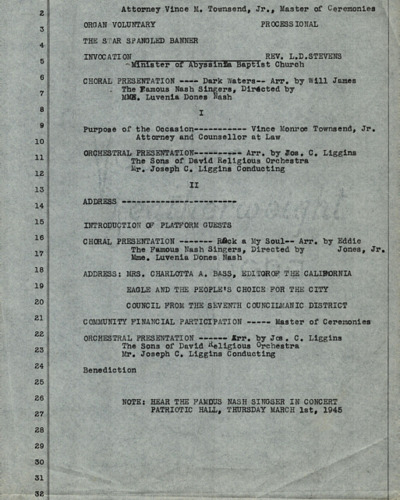 2 Attorney Vince M. Townsend, Jr., Master of Ceremonies
3 ORGAN VOLUNTARY PROCESSIONAL
4 THE STAR SPANGLED BANNER
5 INVOCATION REV. L.D.STEVENS
Minister of Abyssinia Baptist Church
6 CHORAL PRESENTATION ---- Dark Waters-- Arr. by Will James
7 The Famous Nash Singers, Directed by
MME. Luvenia Dones Nash
8 I
9 Purpose of the Occasion----------- Vince Monroe Townsend, Jr.
10 Attorney and Counsellor at Law
11 ORCHESTRAL PRESENTATION---------- Arr. by Jos. C. Liggins
The Sons of David Religious Orchestra
12 Mr. Joseph C. Liggins Conducting
13 II
14 ADDRESS ------------------------
15 INTRODUCTION OF PLATFORM GUESTS
16 CHORAL PRESENTATION ------- Rock a My Soul-- Arr. by Eddie
17 The Famous Nash Singers, Directed by Jones, Jr.
Mme. Luvenia Dones Nash
18 ADDRESS: MRS. CHARLOTTA A. BASS, EDITOROF THE CALIFORNIA
19 EAGLE AND THE PEOPLE'S CHOICE FOR THE CITY
20 COUNCIL FROM THE SEVENTH COUNCILMANIC DISTRICT
21 COMMUNITY FINANCIAL PARTICIPATION ----- Master of Ceremonies
22 ORCHESTRAL PRESENTATION ------ Arr. by Jos. C. Liggins
The Sons of David Religious Orchestra
23 Mr. Joseph C. Liggins Conducting
24 Benediction
25
26 NOTE: HEAR THE FAMOUS NASH SINGSER IN CONCERT
27 PATRIOTIC HALL, THURSDAY MARCH 1st, 1945
28
29
30
31
32